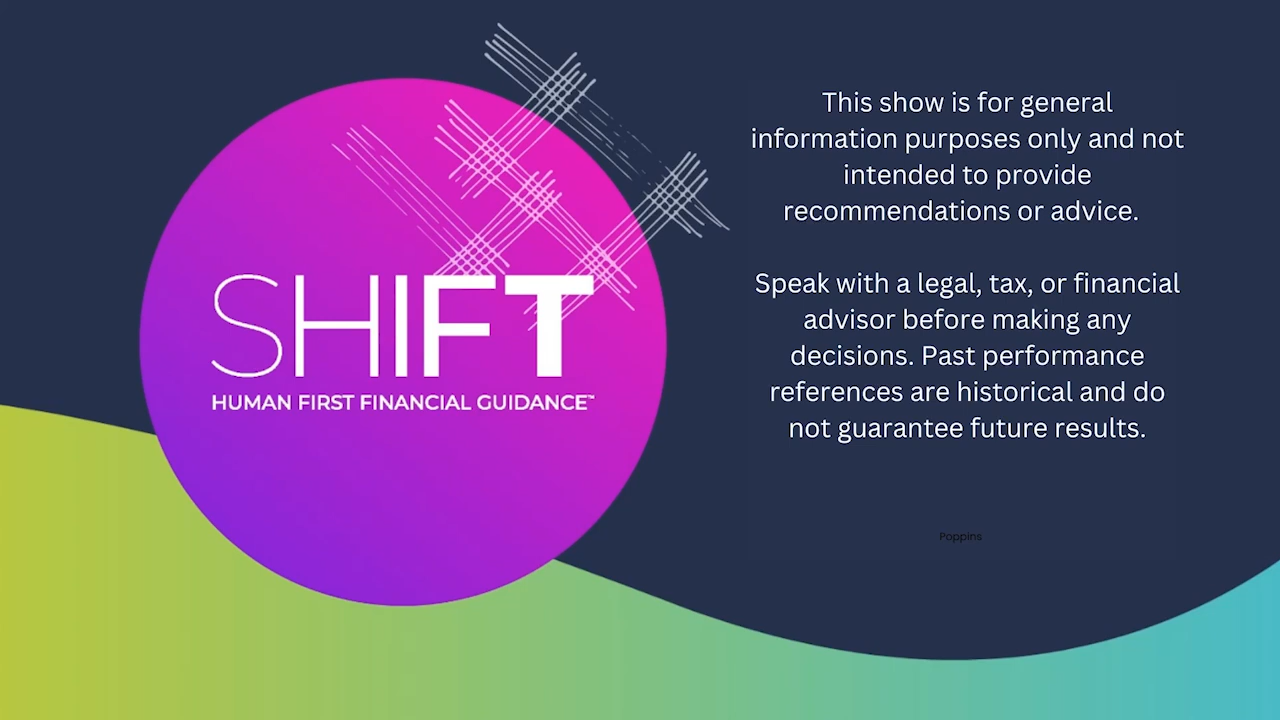 SHIFT
HUMAN FIRST FINANCIAL GUIDANCE™
This show is for general
information purposes only and not
intended to provide
recommendations or advice.
Speak with a legal, tax, or financial
advisor before making any
decisions. Past performance
references are historical and do
not guarantee future results.
Poppins